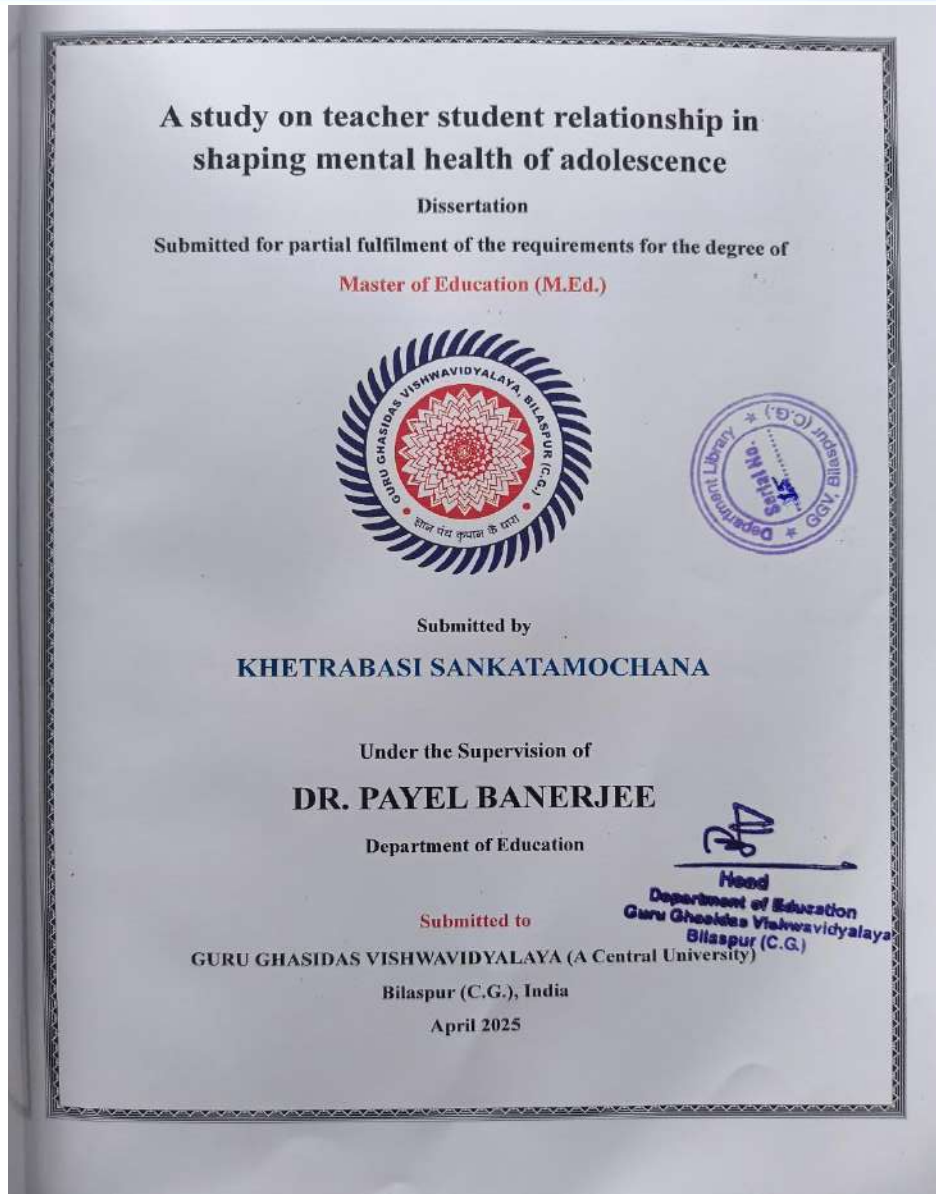 A study on teacher student relationship in
shaping mental health of adolescence
Dissertation
Submitted for partial fulfilment of the requirements for the degree of
Master of Education (M.Ed.)
GURU GHASIDAS VISHWAVIDYALAYA, BILASPUR (C.G.)
Department Library
GGV, Bilaspur (C.G.)
Serial No.
Submitted by
KHETRABASI SANKATAMOCHANA
Under the Supervision of
DR. PAYEL BANERJEE
Department of Education
Head
Department of Education
Guru Ghasidas Vishwavidyalaya
Bilaspur (C.G.)
Submitted to
GURU GHASIDAS VISHWAVIDYALAYA (A Central University)
Bilaspur (C.G.), India
April 2025